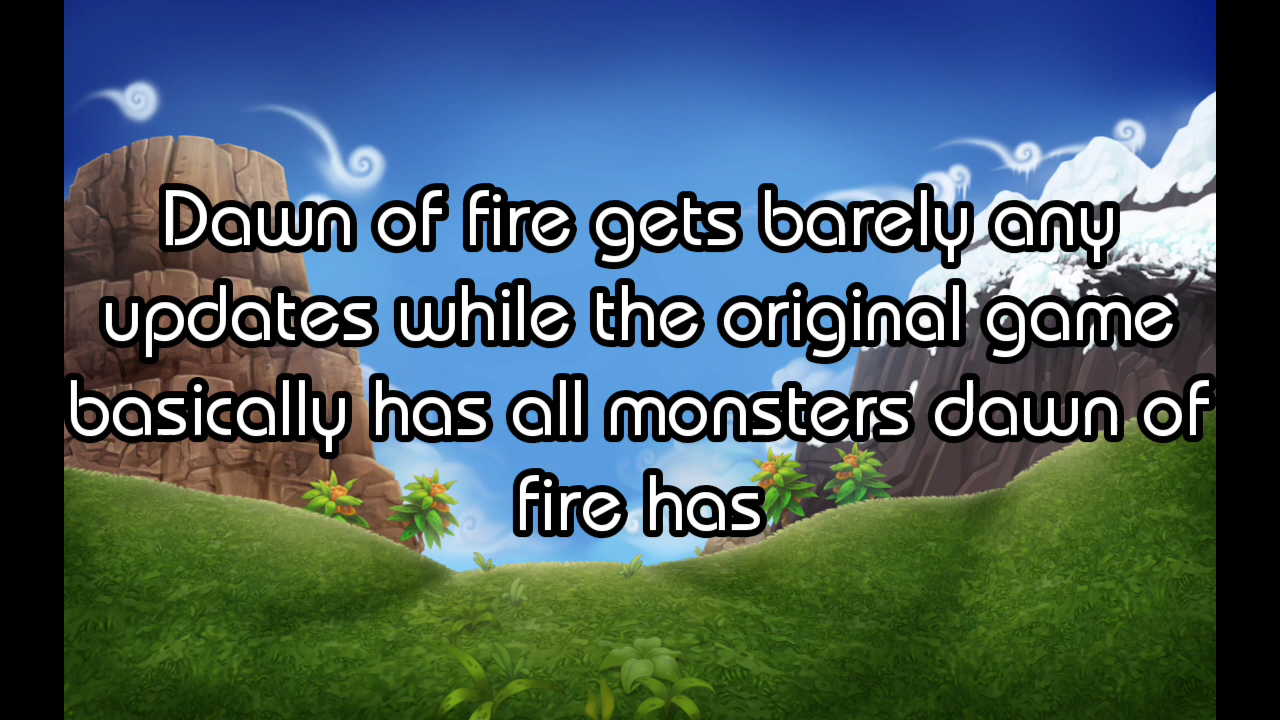 Dawn of fire gets barely any
updates while the original game
basically has all monsters dawn of
fire has